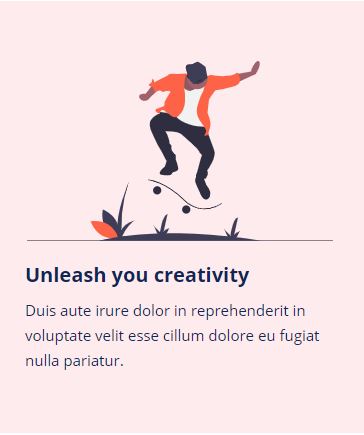 Unleash you creativity
Duis aute irure dolor in reprehenderit in
voluptate velit esse cillum dolore eu fugiat
nulla pariatur.